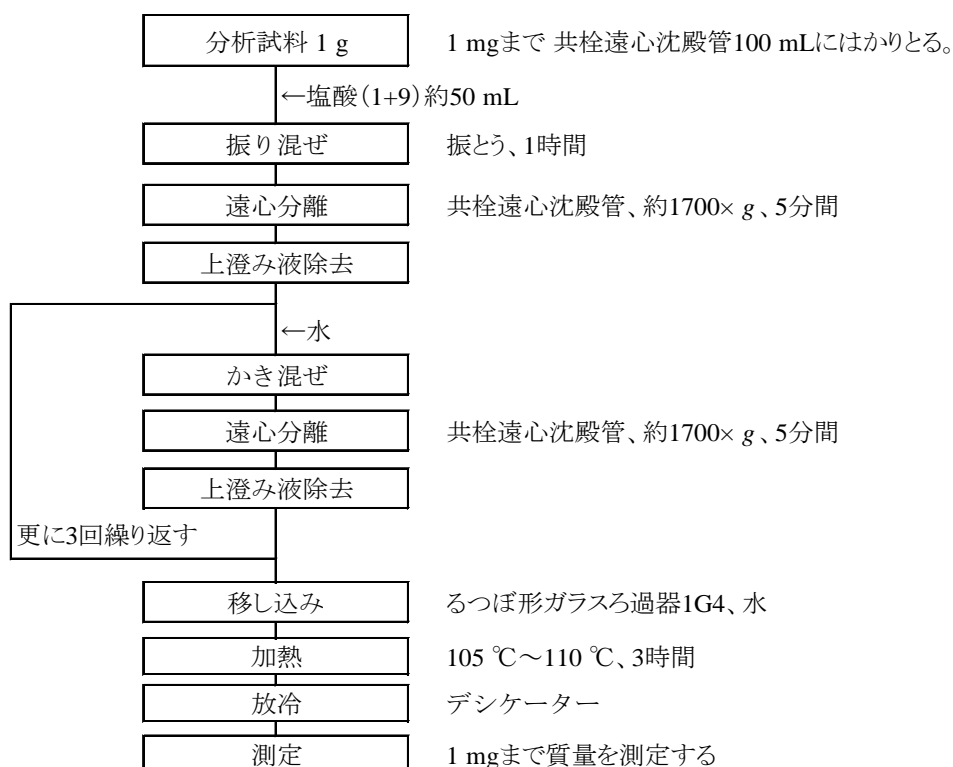 分析試料 1 g 1 mgまで 共栓遠心沈殿管100 mLにはかりとる。
←塩酸（1+9）約50 mL
振り混ぜ 振とう、1時間
遠心分離 共栓遠心沈殿管、約1700× g 、5分間
上澄み液除去
←水
かき混ぜ
遠心分離 共栓遠心沈殿管、約1700× g 、5分間
上澄み液除去
更に3回繰り返す
移し込み るつぼ形ガラスろ過器1G4、水
加熱 105 ℃～110 ℃、3時間
放冷 デシケーター
測定 1 mgまで質量を測定する